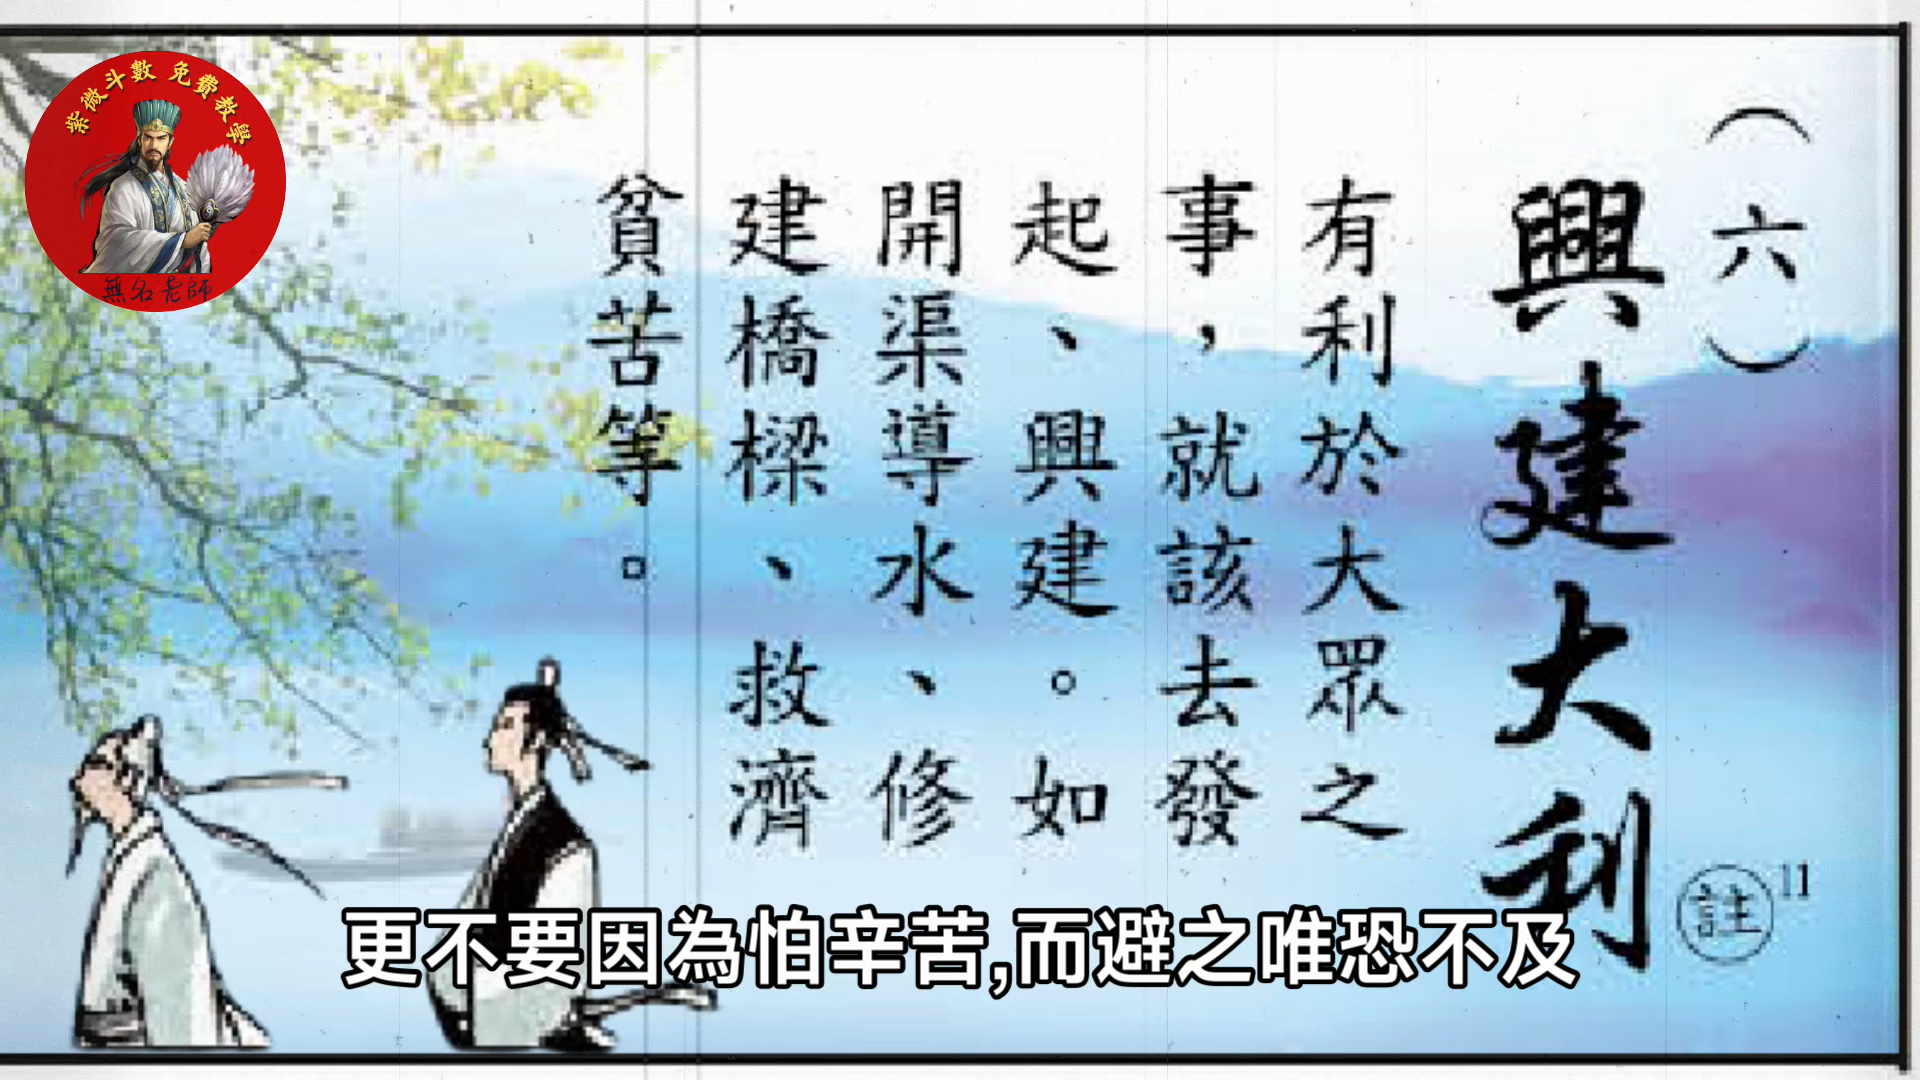 紫微斗數 免費教學
無名老師
（六）
興建大利
註11
有利於大眾之
事，就該去發
起、興建。如
開渠導水、修
建橋樑、救濟
貧苦等。
更不要因為怕辛苦,而避之唯恐不及